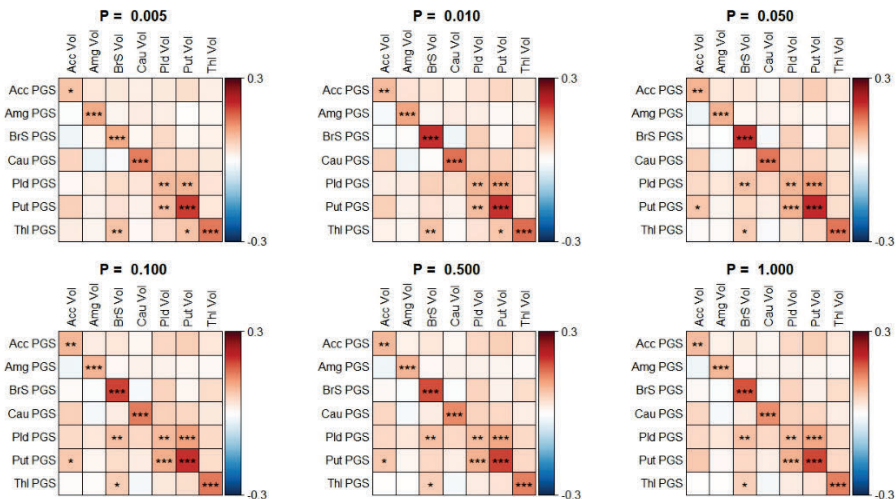 P = 0.005
Acc Vol Amg Vol BrS Vol Cau Vol Pld Vol Put Vol Thl Vol
Acc PGS *
Amg PGS ***
BrS PGS ***
Cau PGS ***
Pld PGS ** **
Put PGS ** ***
Thl PGS ** * ***
0.3
-0.3
P = 0.010
Acc Vol Amg Vol BrS Vol Cau Vol Pld Vol Put Vol Thl Vol
Acc PGS **
Amg PGS ***
BrS PGS ***
Cau PGS ***
Pld PGS ** ***
Put PGS ** ***
Thl PGS ** * ***
0.3
-0.3
P = 0.050
Acc Vol Amg Vol BrS Vol Cau Vol Pld Vol Put Vol Thl Vol
Acc PGS **
Amg PGS ***
BrS PGS ***
Cau PGS ***
Pld PGS ** ** ***
Put PGS * *** ***
Thl PGS * ***
0.3
-0.3
P = 0.100
Acc Vol Amg Vol BrS Vol Cau Vol Pld Vol Put Vol Thl Vol
Acc PGS **
Amg PGS ***
BrS PGS ***
Cau PGS ***
Pld PGS ** ** ***
Put PGS * *** ***
Thl PGS * ***
0.3
-0.3
P = 0.500
Acc Vol Amg Vol BrS Vol Cau Vol Pld Vol Put Vol Thl Vol
Acc PGS **
Amg PGS ***
BrS PGS ***
Cau PGS ***
Pld PGS ** ** ***
Put PGS * *** ***
Thl PGS * ***
0.3
-0.3
P = 1.000
Acc Vol Amg Vol BrS Vol Cau Vol Pld Vol Put Vol Thl Vol
Acc PGS **
Amg PGS ***
BrS PGS ***
Cau PGS ***
Pld PGS ** ** ***
Put PGS *** ***
Thl PGS * ***
0.3
-0.3